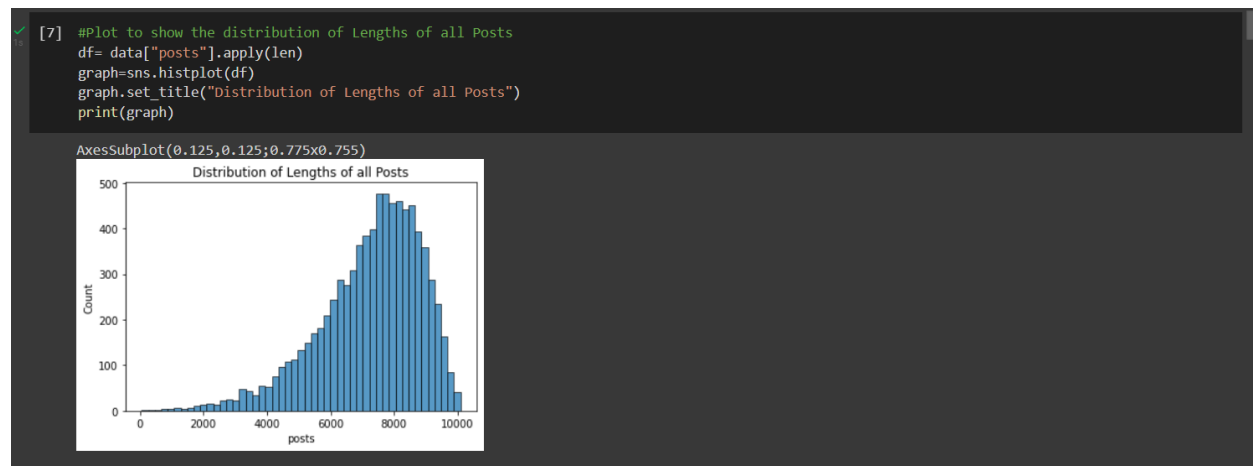 [7] #Plot to show the distribution of Lengths of all Posts
1s
df= data["posts"].apply(len)
graph=sns.histplot(df)
graph.set_title("Distribution of Lengths of all Posts")
print(graph)
AxesSubplot(0.125,0.125;0.775x0.755)
Distribution of Lengths of all Posts
500
400
300
200
100
0
Count
0 2000 4000 6000 8000 10000
posts